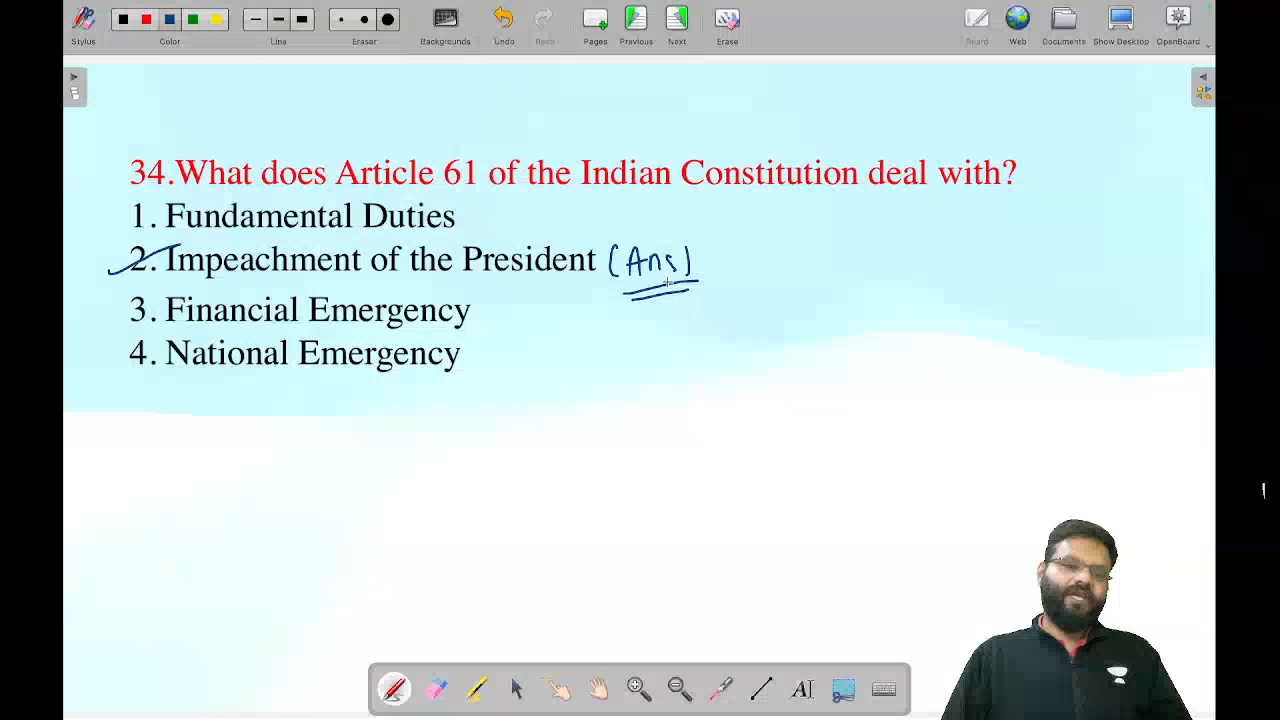 Stylus
Color
Line
Eraser
Backgrounds
Undo
Redo
Pages
Previous
Next
Erase
Board
Web
Documents
Show Desktop
OpenBoard
34.What does Article 61 of the Indian Constitution deal with?
1. Fundamental Duties
2. Impeachment of the President (Ans)
3. Financial Emergency
4. National Emergency
AI